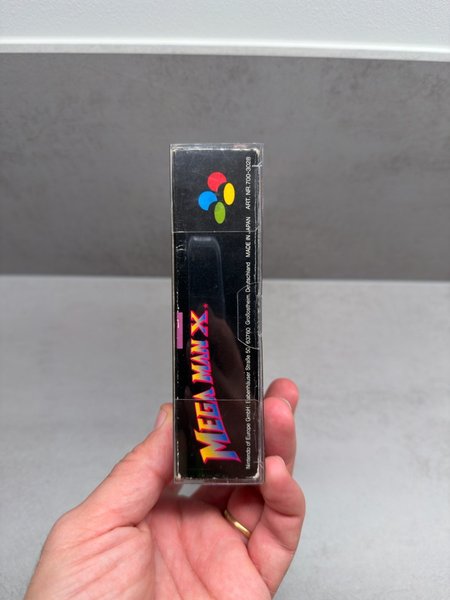 MEGA MAN X
Nintendo of Europe GmbH, Babenhäuser Straße 50, 63760 Großostheim, Deutschland MADE IN JAPAN ART. NR. 700-3028